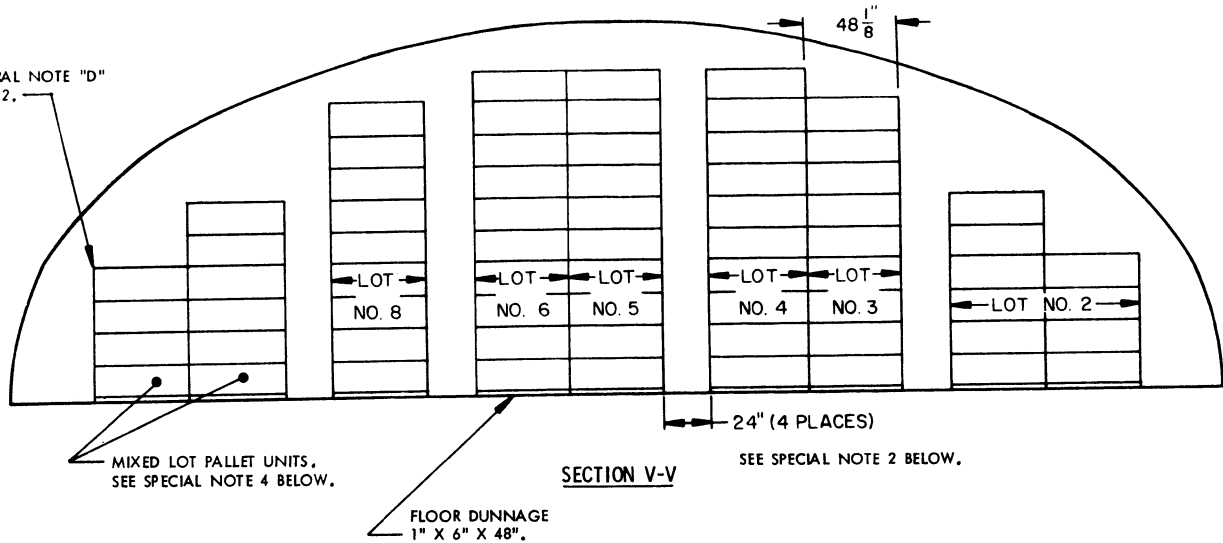 48 1/8"
AL NOTE "D"
2.
LOT
NO. 8
LOT
NO. 6
LOT
NO. 5
LOT
NO. 4
LOT
NO. 3
LOT NO. 2
24" (4 PLACES)
MIXED LOT PALLET UNITS.
SEE SPECIAL NOTE 4 BELOW.
SECTION V-V
SEE SPECIAL NOTE 2 BELOW.
FLOOR DUNNAGE
1" X 6" X 48".